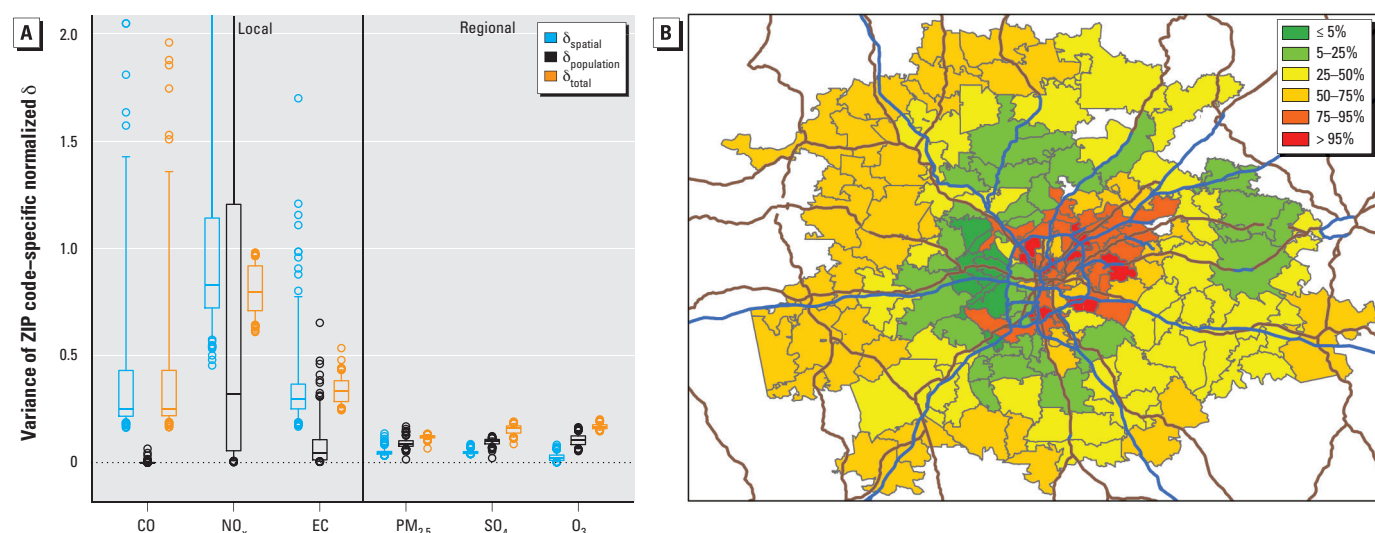 A
Variance of ZIP code–specific normalized δ
2.0
1.5
1.0
0.5
0
Local
Regional
δspatial
δpopulation
δtotal
CO
NOx
EC
PM2.5
SO4
O3
B
≤ 5%
5–25%
25–50%
50–75%
75–95%
> 95%